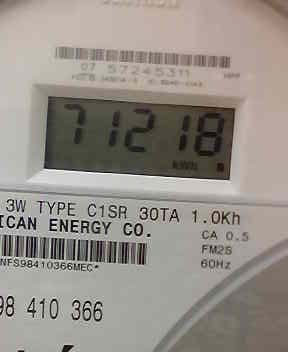 07 57245311
71218
kWh
3W TYPE C1SR 30TA 1.0Kh
ICAN ENERGY CO.
CA 0.5
FM2S
60Hz
NFS98410366MEC*
98 410 366